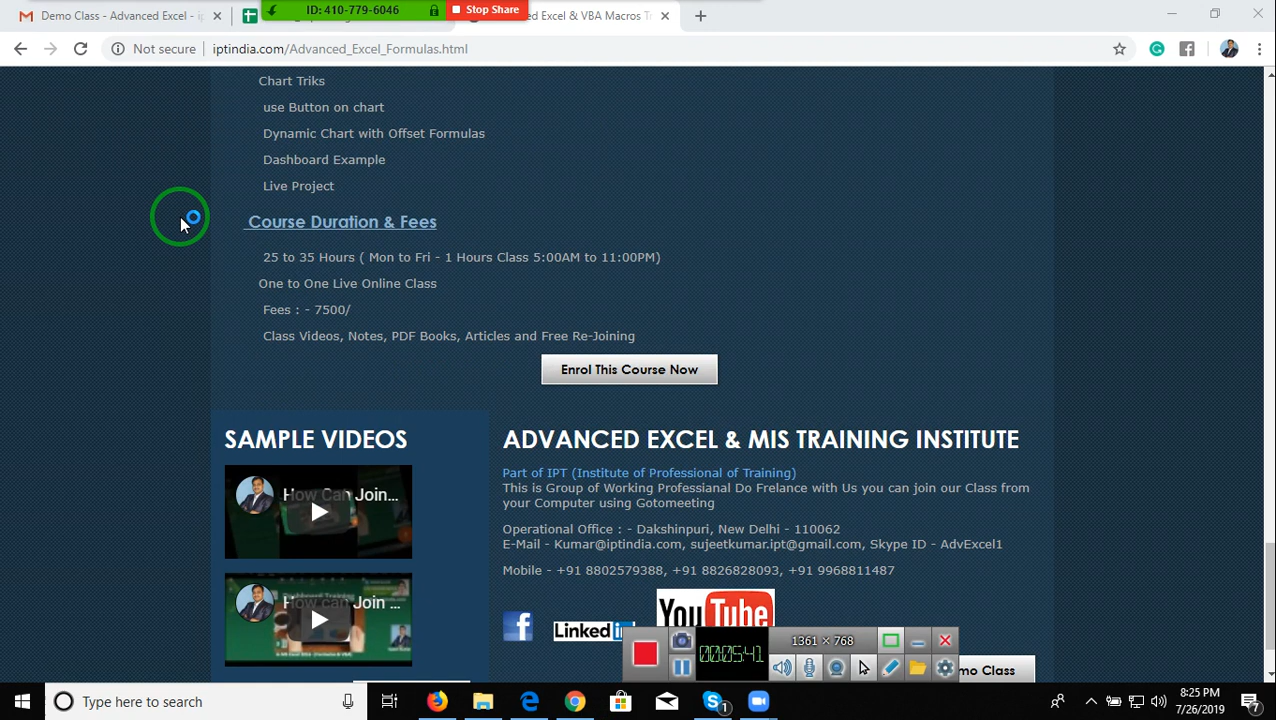 Demo Class - Advanced Excel - ip
ID: 410-779-6046
Stop Share
ed Excel & VBA Macros T
Not secure
iptindia.com/Advanced_Excel_Formulas.html
Chart Triks
use Button on chart
Dynamic Chart with Offset Formulas
Dashboard Example
Live Project
Course Duration & Fees
25 to 35 Hours ( Mon to Fri - 1 Hours Class 5:00AM to 11:00PM)
One to One Live Online Class
Fees : - 7500/
Class Videos, Notes, PDF Books, Articles and Free Re-Joining
Enrol This Course Now
SAMPLE VIDEOS
How Can Join...
How can Join ...
ADVANCED EXCEL & MIS TRAINING INSTITUTE
Part of IPT (Institute of Professional of Training)
This is Group of Working Professianal Do Frelance with Us you can join our Class from
your Computer using Gotomeeting
Operational Office : - Dakshinpuri, New Delhi - 110062
E-Mail - Kumar@iptindia.com, sujeetkumar.ipt@gmail.com, Skype ID - AdvExcel1
Mobile - +91 8802579388, +91 8826828093, +91 9968811487
YouTube
Linked in
00:05:41
1361 × 768
mo Class
Type here to search
1
8:25 PM
7/26/2019
7